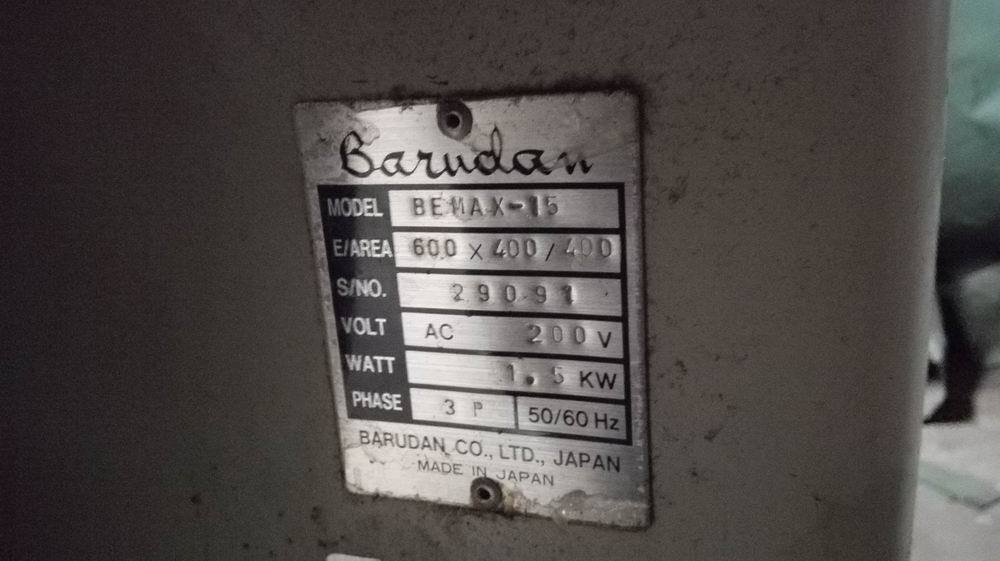 Barudan
MODEL BEMAX-15
E/AREA 600 X 400 / 400
S/NO. 29091
VOLT AC 200 V
WATT 1.5 KW
PHASE 3 P 50/60 Hz
BARUDAN CO., LTD., JAPAN
MADE IN JAPAN